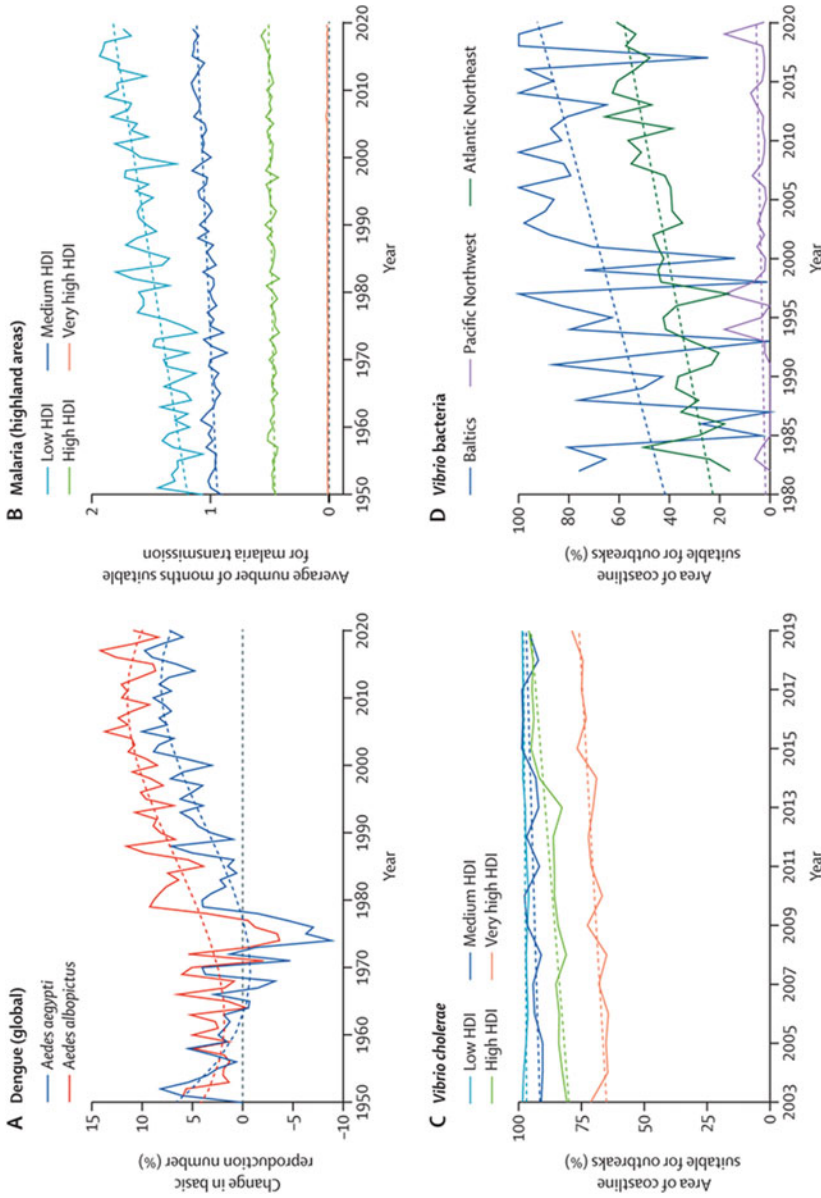 A Dengue (global)
Aedes aegypti
Aedes albopictus
Change in basic
reproduction number (%)
15
10
5
0
-5
-10
1950
1960
1970
1980
1990
2000
2010
2020
Year
B Malaria (highland areas)
Low HDI
Medium HDI
High HDI
Very high HDI
Average number of months suitable
for malaria transmission
2
1
0
1950
1960
1970
1980
1990
2000
2010
2020
Year
C Vibrio cholerae
Low HDI
Medium HDI
High HDI
Very high HDI
Area of coastline
suitable for outbreaks (%)
100
75
50
25
0
2003
2005
2007
2009
2011
2013
2015
2017
2019
Year
D Vibrio bacteria
Baltics
Pacific Northwest
Atlantic Northeast
Area of coastline
suitable for outbreaks (%)
100
80
60
40
20
0
1980
1985
1990
1995
2000
2005
2010
2015
2020
Year